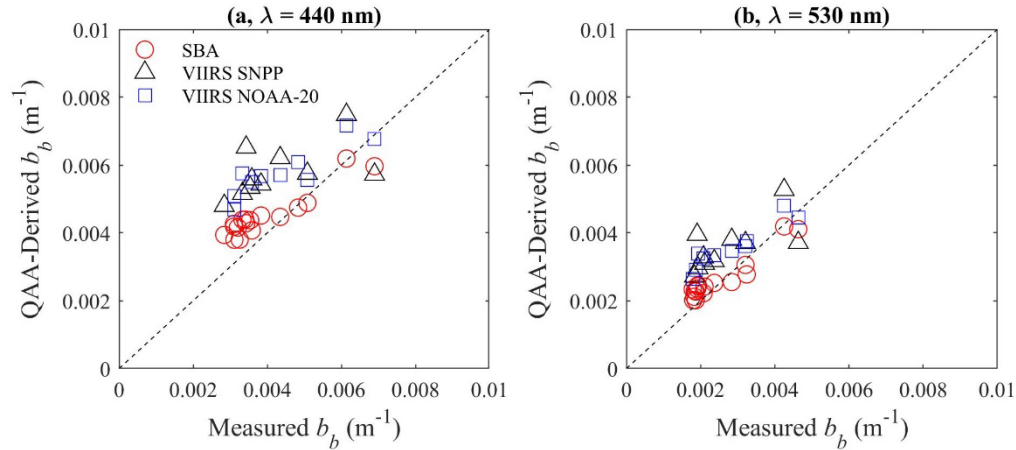 (a, λ = 440 nm)
0.01
0.008
0.006
0.004
0.002
0
QAA-Derived b_b (m⁻¹)
SBA
VIIRS SNPP
VIIRS NOAA-20
0 0.002 0.004 0.006 0.008 0.01
Measured b_b (m⁻¹)
(b, λ = 530 nm)
0.01
0.008
0.006
0.004
0.002
0
QAA-Derived b_b (m⁻¹)
0 0.002 0.004 0.006 0.008 0.01
Measured b_b (m⁻¹)